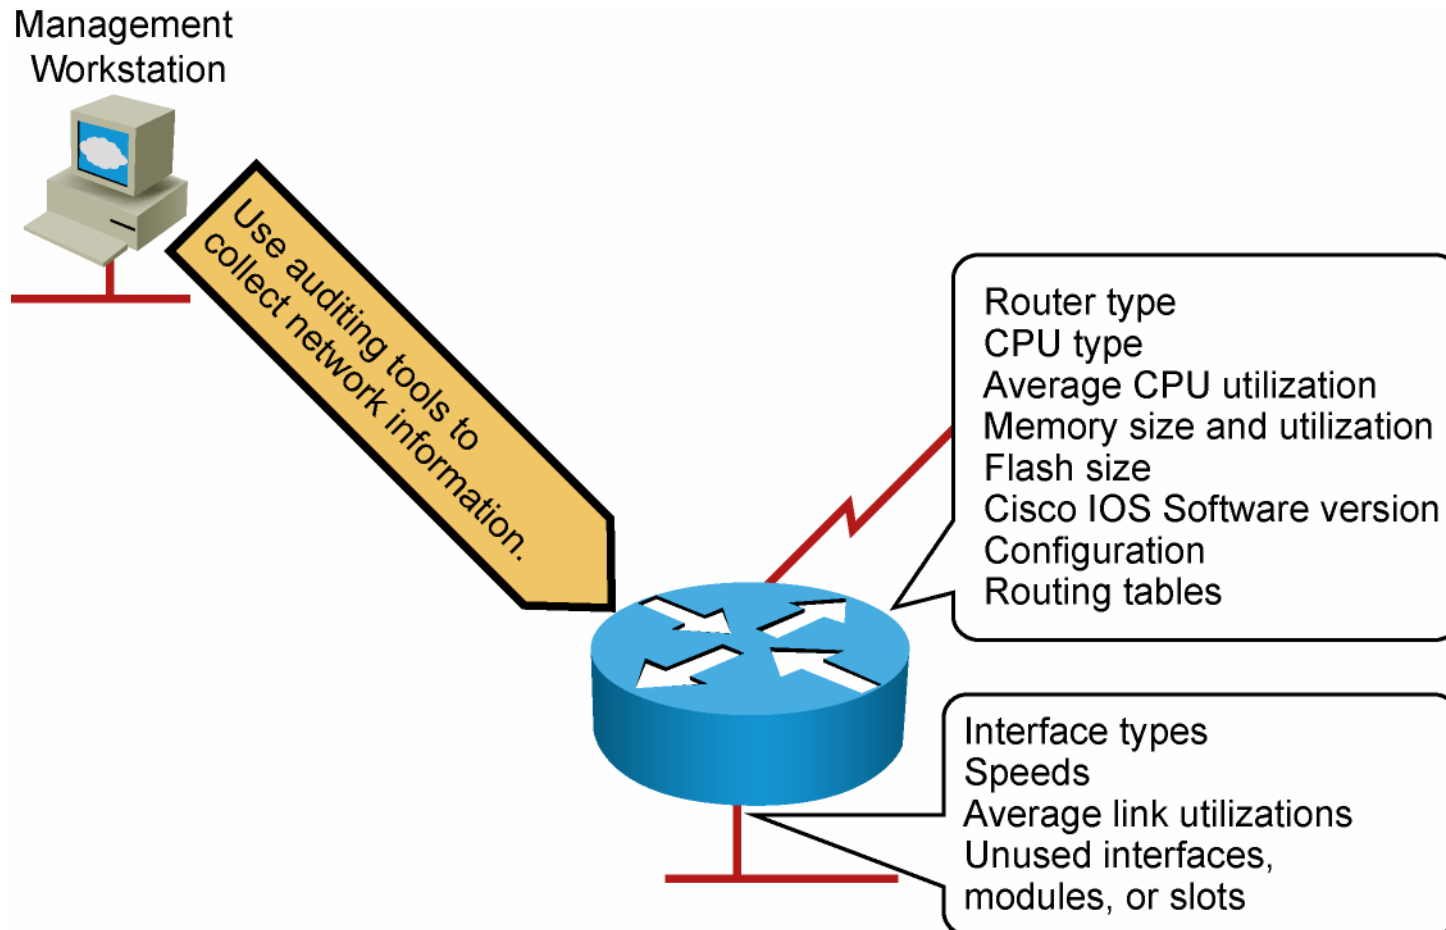 Management
Workstation
Use auditing tools to
collect network information.
Router type
CPU type
Average CPU utilization
Memory size and utilization
Flash size
Cisco IOS Software version
Configuration
Routing tables
Interface types
Speeds
Average link utilizations
Unused interfaces,
modules, or slots